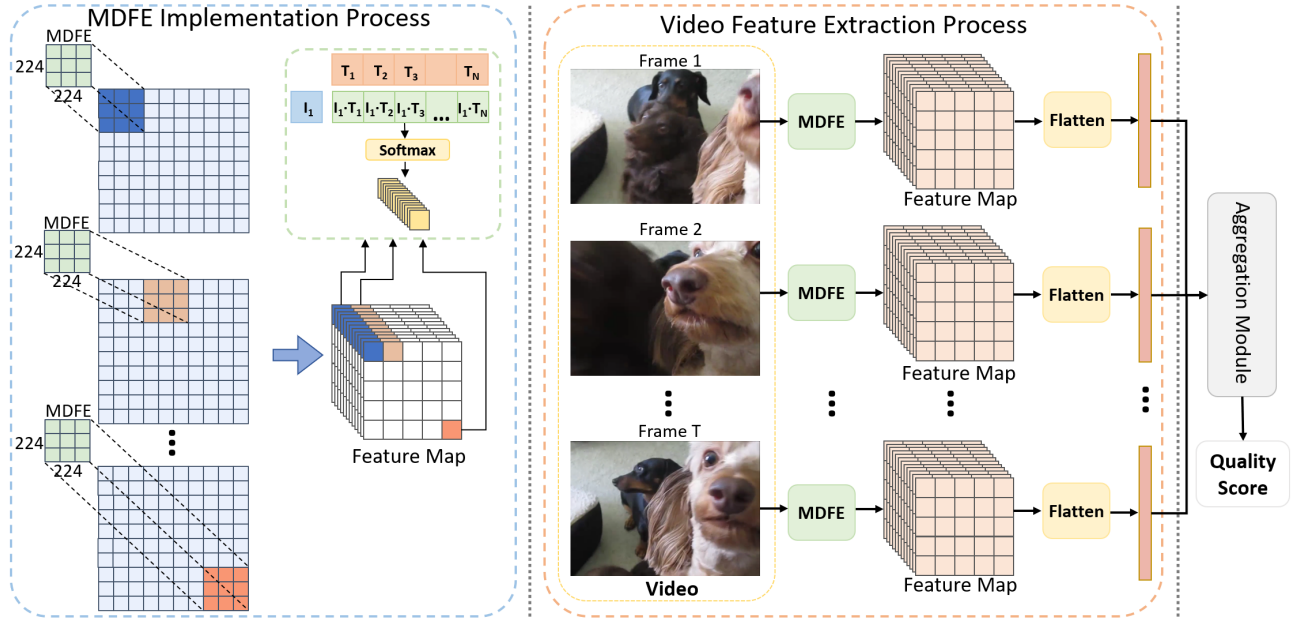 MDFE Implementation Process
MDFE
224
224
T1 T2 T3 TN
I1 I1·T1 I1·T2 I1·T3 ... I1·TN
Softmax
MDFE
224
224
MDFE
224
224
Feature Map
Video Feature Extraction Process
Frame 1
MDFE
Feature Map
Flatten
Frame 2
MDFE
Feature Map
Flatten
Frame T
MDFE
Feature Map
Flatten
Video
Aggregation Module
Quality
Score